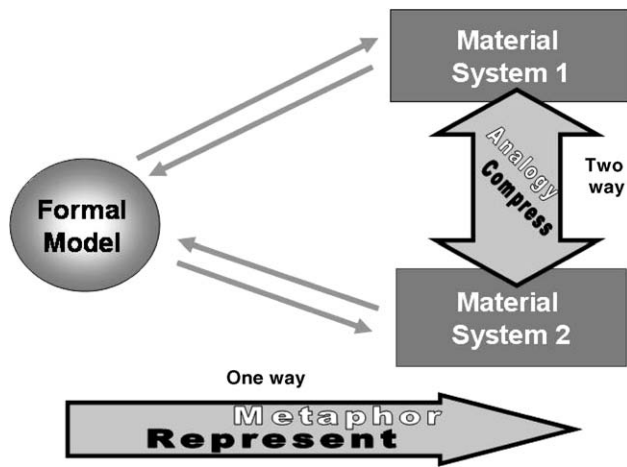 Material
System 1
Analogy
Compress
Two
way
Formal
Model
Material
System 2
One way
Metaphor
Represent